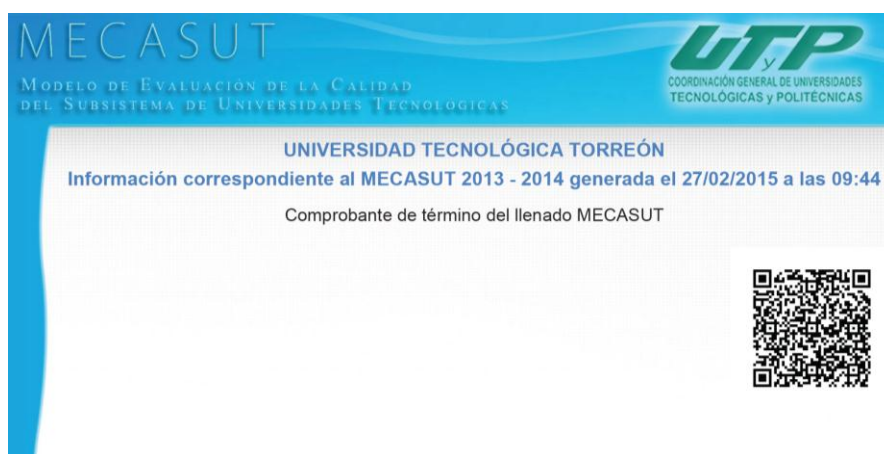 MECASUT
MODELO DE EVALUACIÓN DE LA CALIDAD
DEL SUBSISTEMA DE UNIVERSIDADES TECNOLOGICAS
UTyP
COORDINACIÓN GENERAL DE UNIVERSIDADES
TECNOLÓGICAS y POLITÉCNICAS
UNIVERSIDAD TECNOLÓGICA TORREÓN
Información correspondiente al MECASUT 2013 - 2014 generada el 27/02/2015 a las 09:44
Comprobante de término del llenado MECASUT